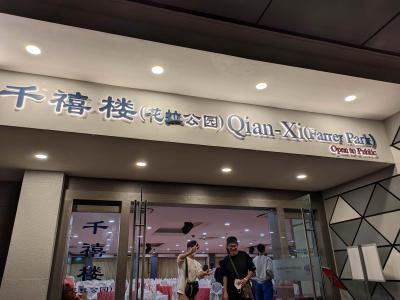 千禧楼(花拉公园) Qian-Xi(Farrer Park)
Open to Public
千
禧
楼